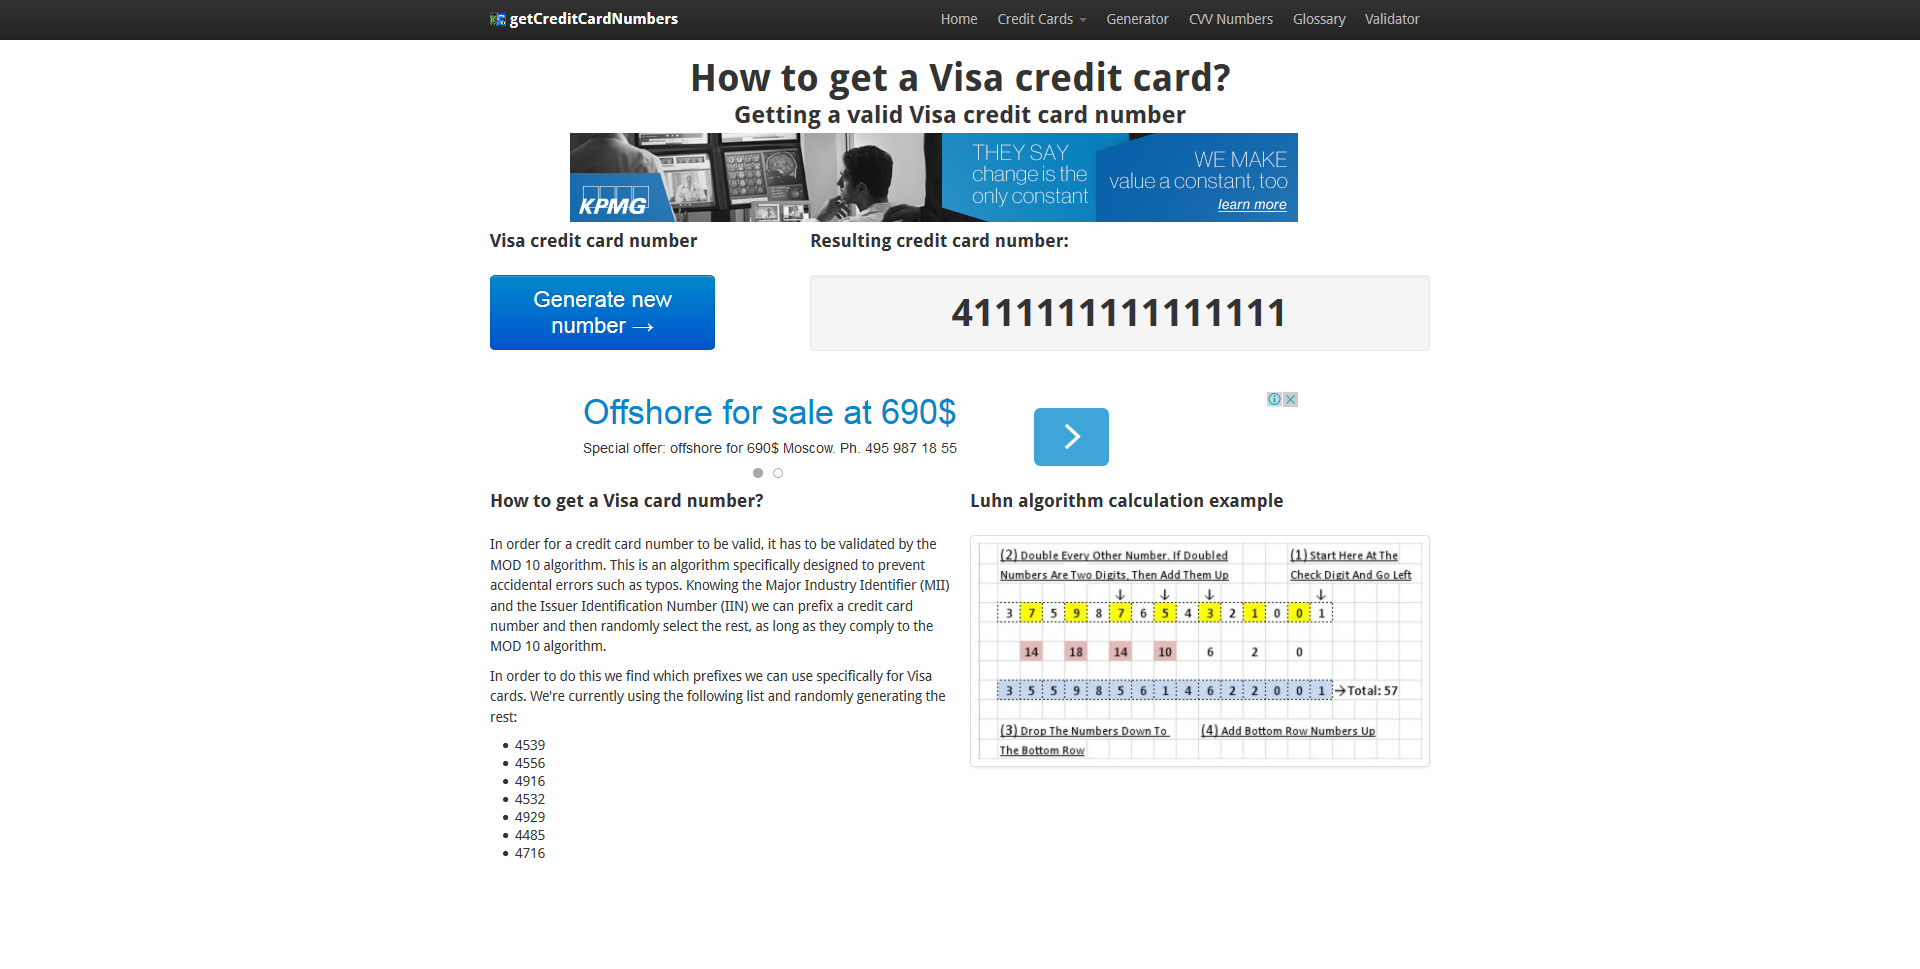 getCreditCardNumbers
Home Credit Cards Generator CVV Numbers Glossary Validator
How to get a Visa credit card?
Getting a valid Visa credit card number
KPMG
THEY SAY
change is the
only constant
WE MAKE
value a constant, too
learn more
Visa credit card number
Generate new
number →
Resulting credit card number:
4111111111111111
Offshore for sale at 690$
Special offer: offshore for 690$ Moscow. Ph. 495 987 18 55
How to get a Visa card number?
In order for a credit card number to be valid, it has to be validated by the
MOD 10 algorithm. This is an algorithm specifically designed to prevent
accidental errors such as typos. Knowing the Major Industry Identifier (MII)
and the Issuer Identification Number (IIN) we can prefix a credit card
number and then randomly select the rest, as long as they comply to the
MOD 10 algorithm.
In order to do this we find which prefixes we can use specifically for Visa
cards. We're currently using the following list and randomly generating the
rest:
• 4539
• 4556
• 4916
• 4532
• 4929
• 4485
• 4716
Luhn algorithm calculation example
(2) Double Every Other Number. If Doubled
Numbers Are Two Digits, Then Add Them Up
(1) Start Here At The
Check Digit And Go Left
3 7 5 9 8 7 6 5 4 3 2 1 0 0 1
14 18 14 10 6 2 0
3 5 5 9 8 5 6 1 4 6 2 2 0 0 1 →Total: 57
(3) Drop The Numbers Down To
The Bottom Row
(4) Add Bottom Row Numbers Up